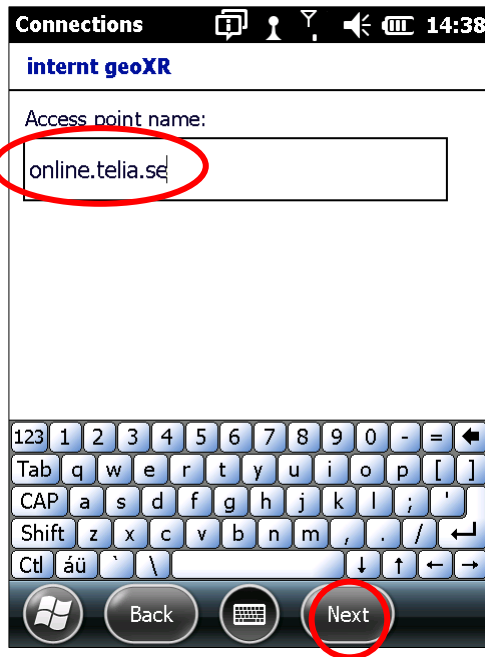 Connections 14:38
internt geoXR
Access point name:
online.telia.se
123 1 2 3 4 5 6 7 8 9 0 - =
Tab q w e r t y u i o p [ ]
CAP a s d f g h j k l ; '
Shift z x c v b n m , . /
Ctl áü ` \
Back Next